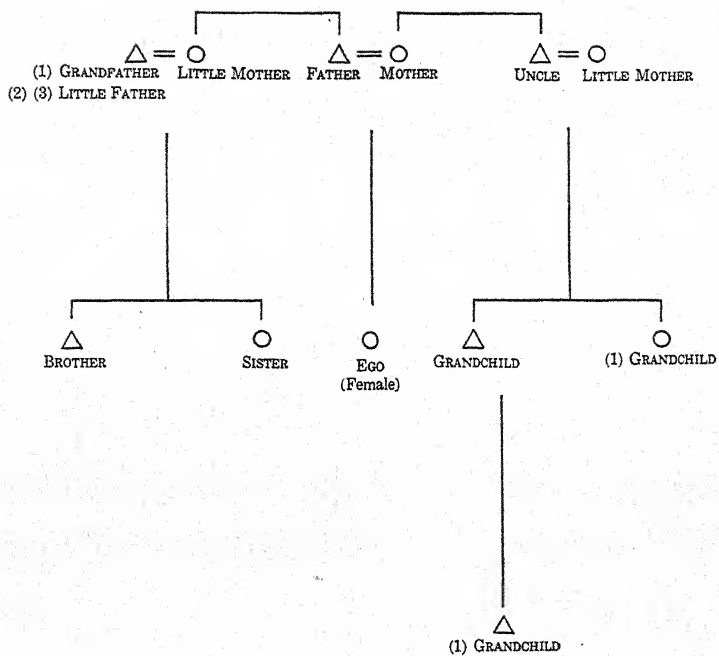 (1) GRANDFATHER LITTLE MOTHER FATHER MOTHER UNCLE LITTLE MOTHER
(2) (3) LITTLE FATHER
BROTHER SISTER EGO GRANDCHILD (1) GRANDCHILD
(Female)
(1) GRANDCHILD